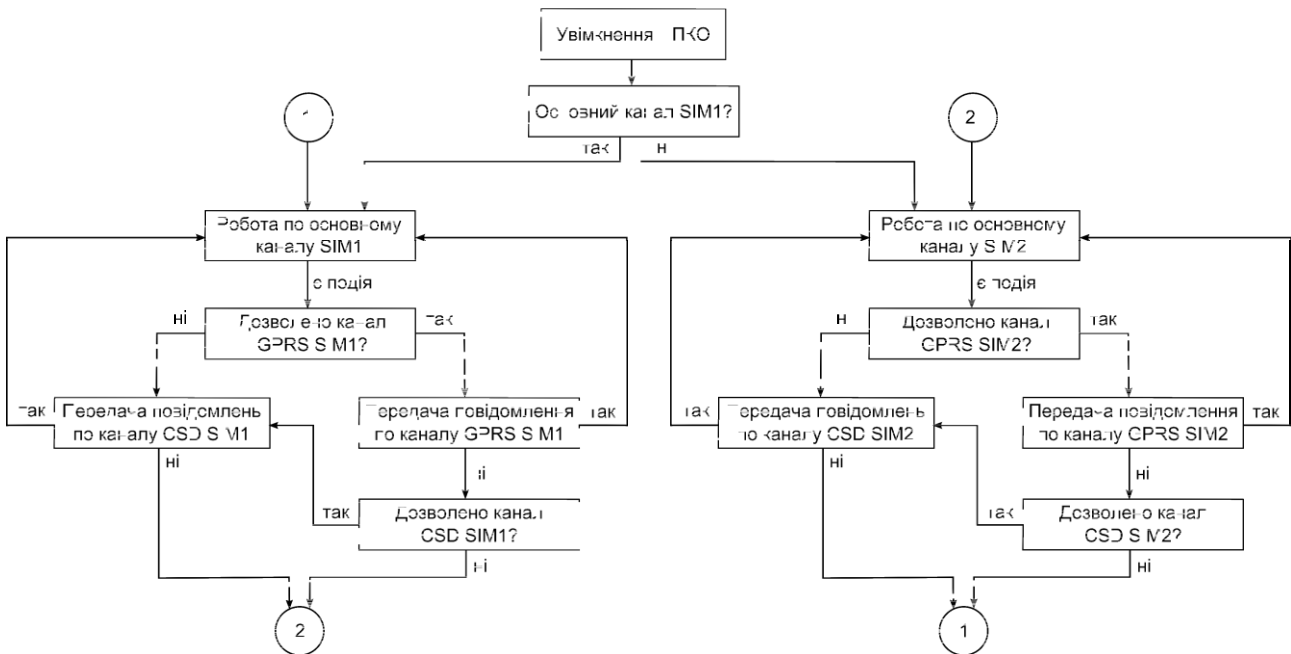 Увімкнення ПКО
Основний канал SIM1?
1
2
так
ні
Робота по основному
каналу SIM1
Робота по основному
каналу SIM2
є подія
є подія
ні
Дозволено канал
GPRS SIM1?
так
ні
Дозволено канал
GPRS SIM2?
так
так
Передача повідомлень
по каналу CSD SIM1
Передача повідомлення
по каналу GPRS SIM1
так
так
Передача повідомлень
по каналу CSD SIM2
Передача повідомлення
по каналу GPRS SIM2
так
ні
ні
ні
ні
так
Дозволено канал
CSD SIM1?
так
Дозволено канал
CSD SIM2?
ні
ні
2
1